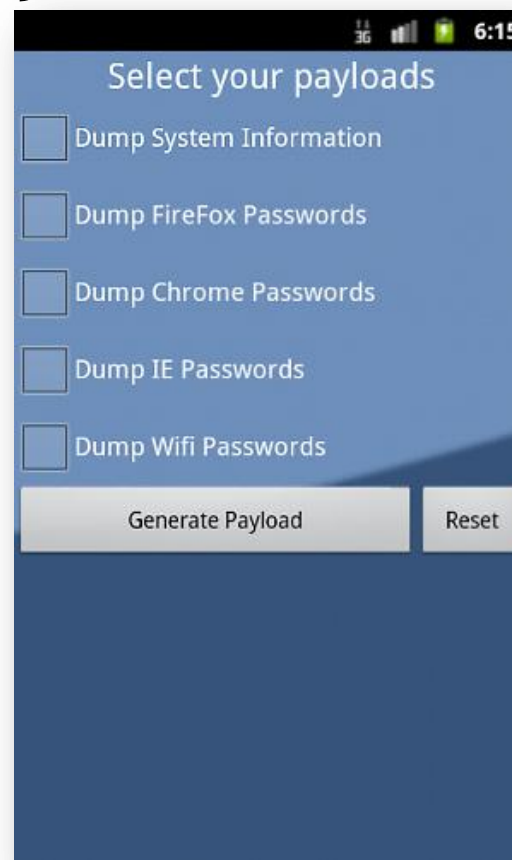 3G 6:15
Select your payloads
Dump System Information
Dump FireFox Passwords
Dump Chrome Passwords
Dump IE Passwords
Dump Wifi Passwords
Generate Payload Reset